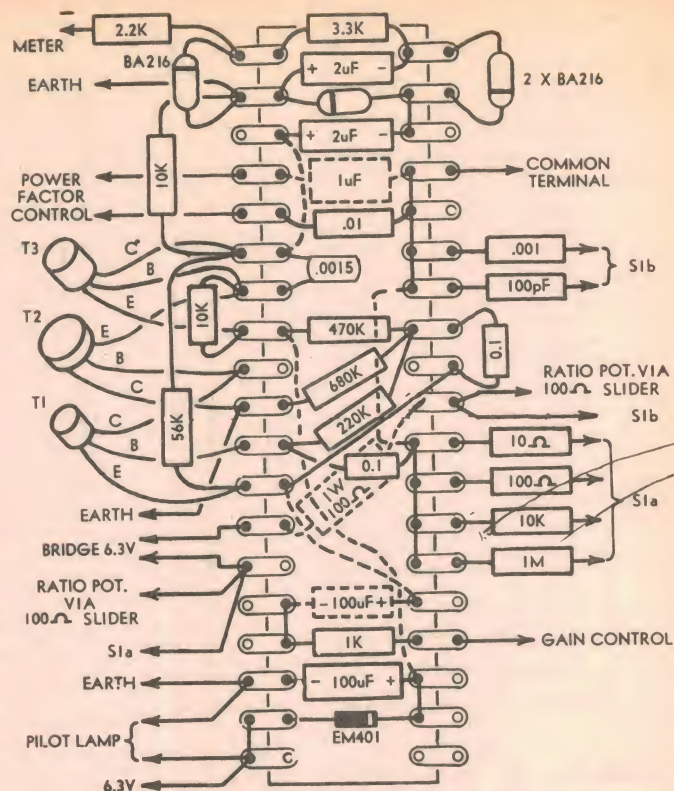 2.2K
3.3K
METER
BA216
+ 2uF -
2 X BA216
EARTH
+ 2uF -
10K
1uF
COMMON
TERMINAL
POWER
FACTOR
CONTROL
.01
T3
C
B
E
.0015
.001
100pF
S1b
10K
T2
E
B
C
470K
0.1
680K
RATIO POT. VIA
100Ω SLIDER
S1b
T1
C
B
E
56K
220K
0.1
1W
100Ω
10Ω
100Ω
10K
1M
S1a
EARTH
BRIDGE 6.3V
RATIO POT.
VIA
100Ω SLIDER
- 100uF +
S1a
1K
GAIN CONTROL
EARTH
- 100uF +
PILOT LAMP
EM401
C
6.3V